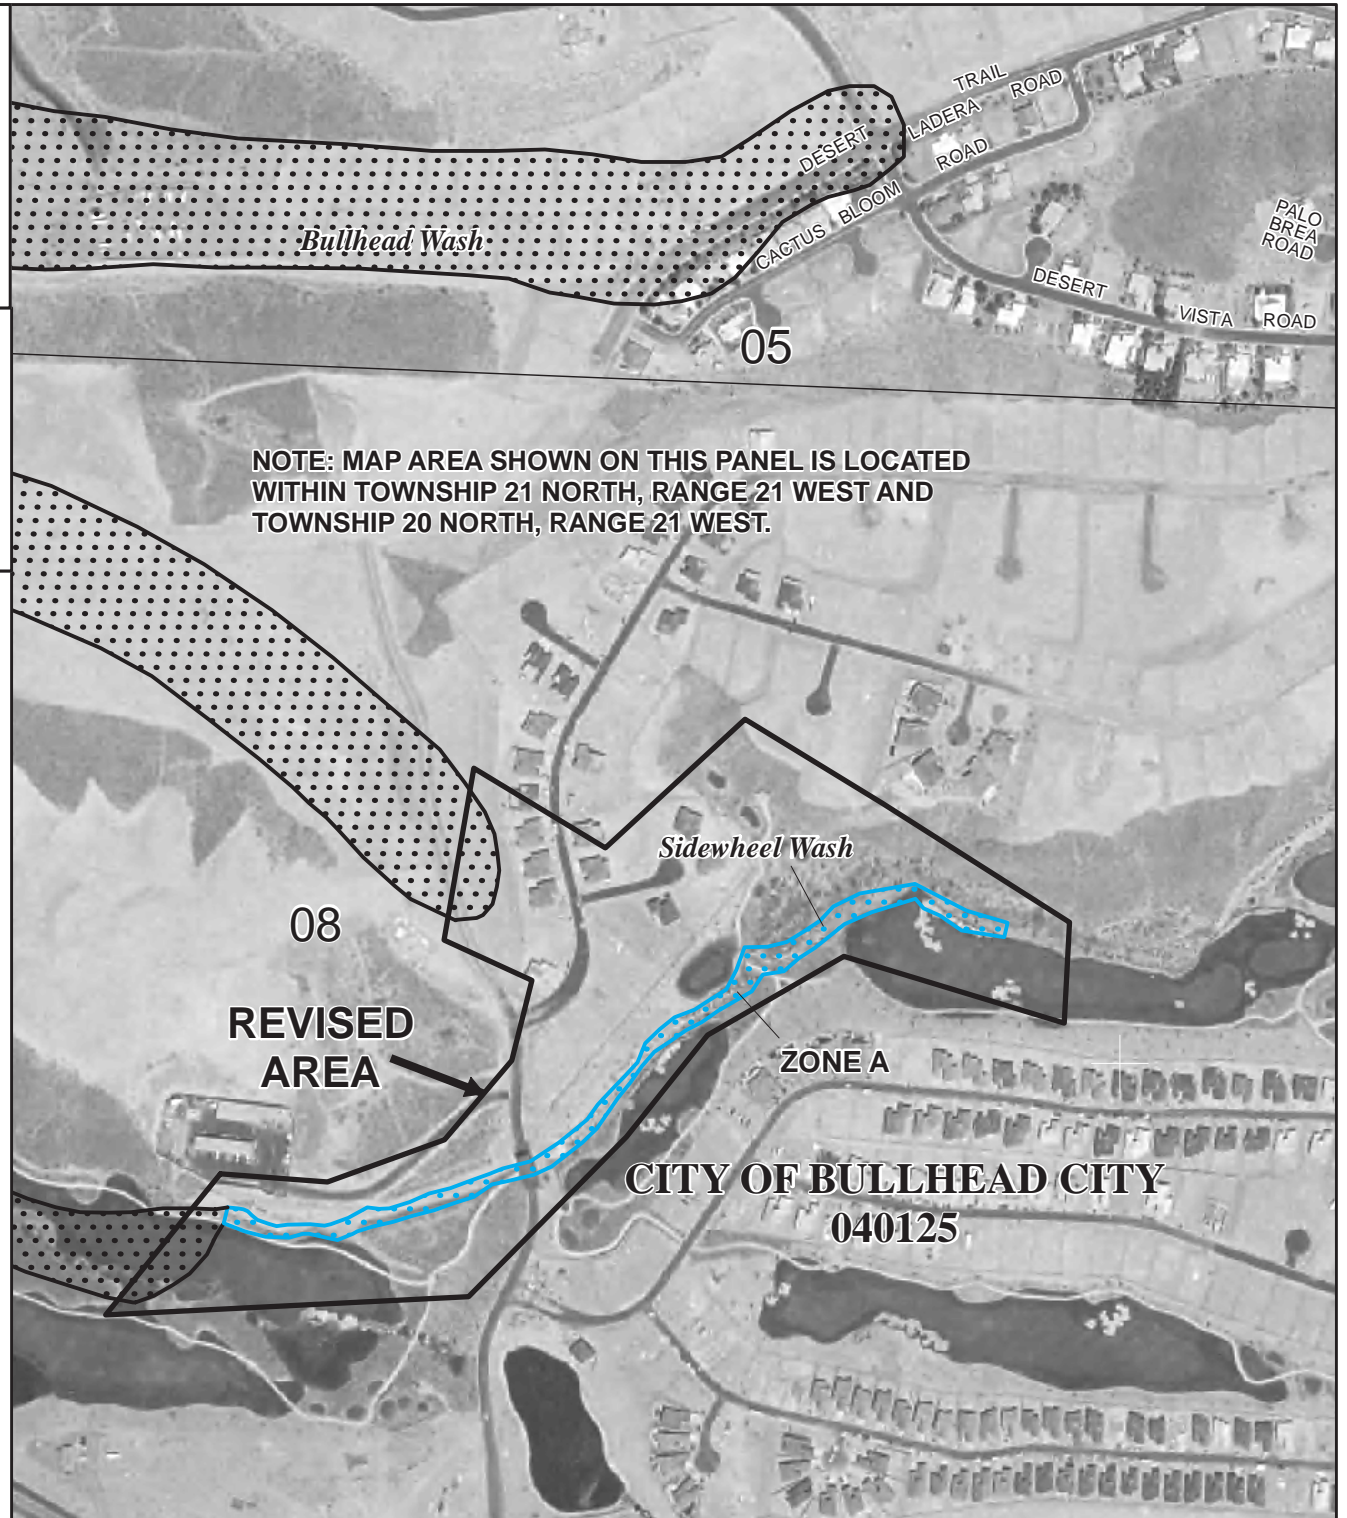 TRAIL
ROAD
LADERA
DESERT
ROAD
CACTUS BLOOM
PALO
BREA
ROAD
Bullhead Wash
DESERT VISTA ROAD
05
NOTE: MAP AREA SHOWN ON THIS PANEL IS LOCATED
WITHIN TOWNSHIP 21 NORTH, RANGE 21 WEST AND
TOWNSHIP 20 NORTH, RANGE 21 WEST.
Sidewheel Wash
08
REVISED
AREA
ZONE A
CITY OF BULLHEAD CITY
040125